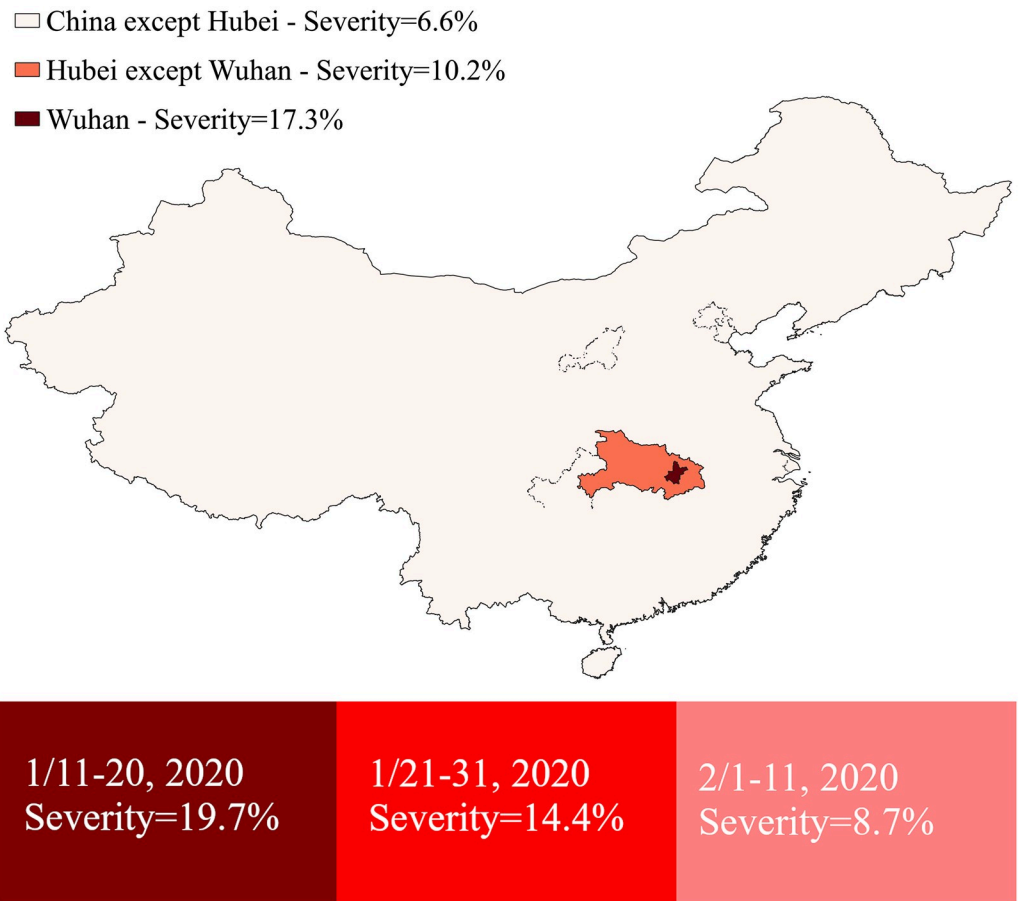 China except Hubei - Severity=6.6%
Hubei except Wuhan - Severity=10.2%
Wuhan - Severity=17.3%
1/11-20, 2020
Severity=19.7%
1/21-31, 2020
Severity=14.4%
2/1-11, 2020
Severity=8.7%